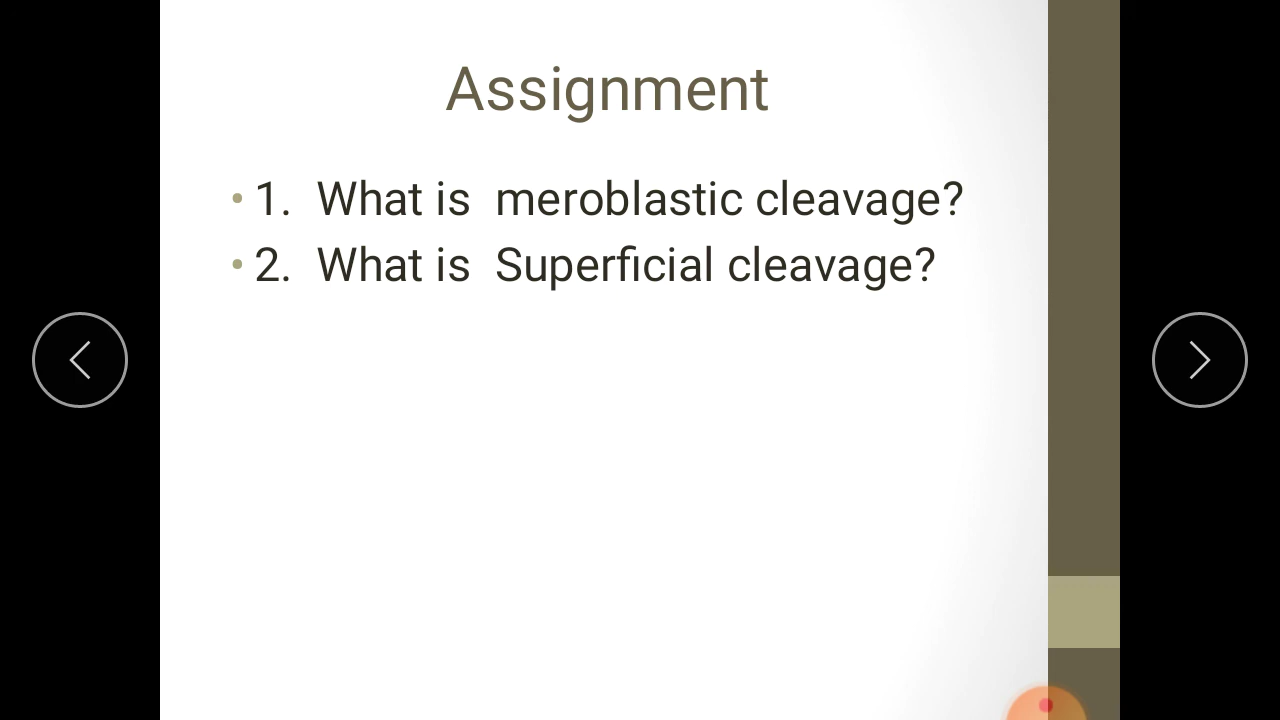 Assignment
• 1. What is meroblastic cleavage?
• 2. What is Superficial cleavage?